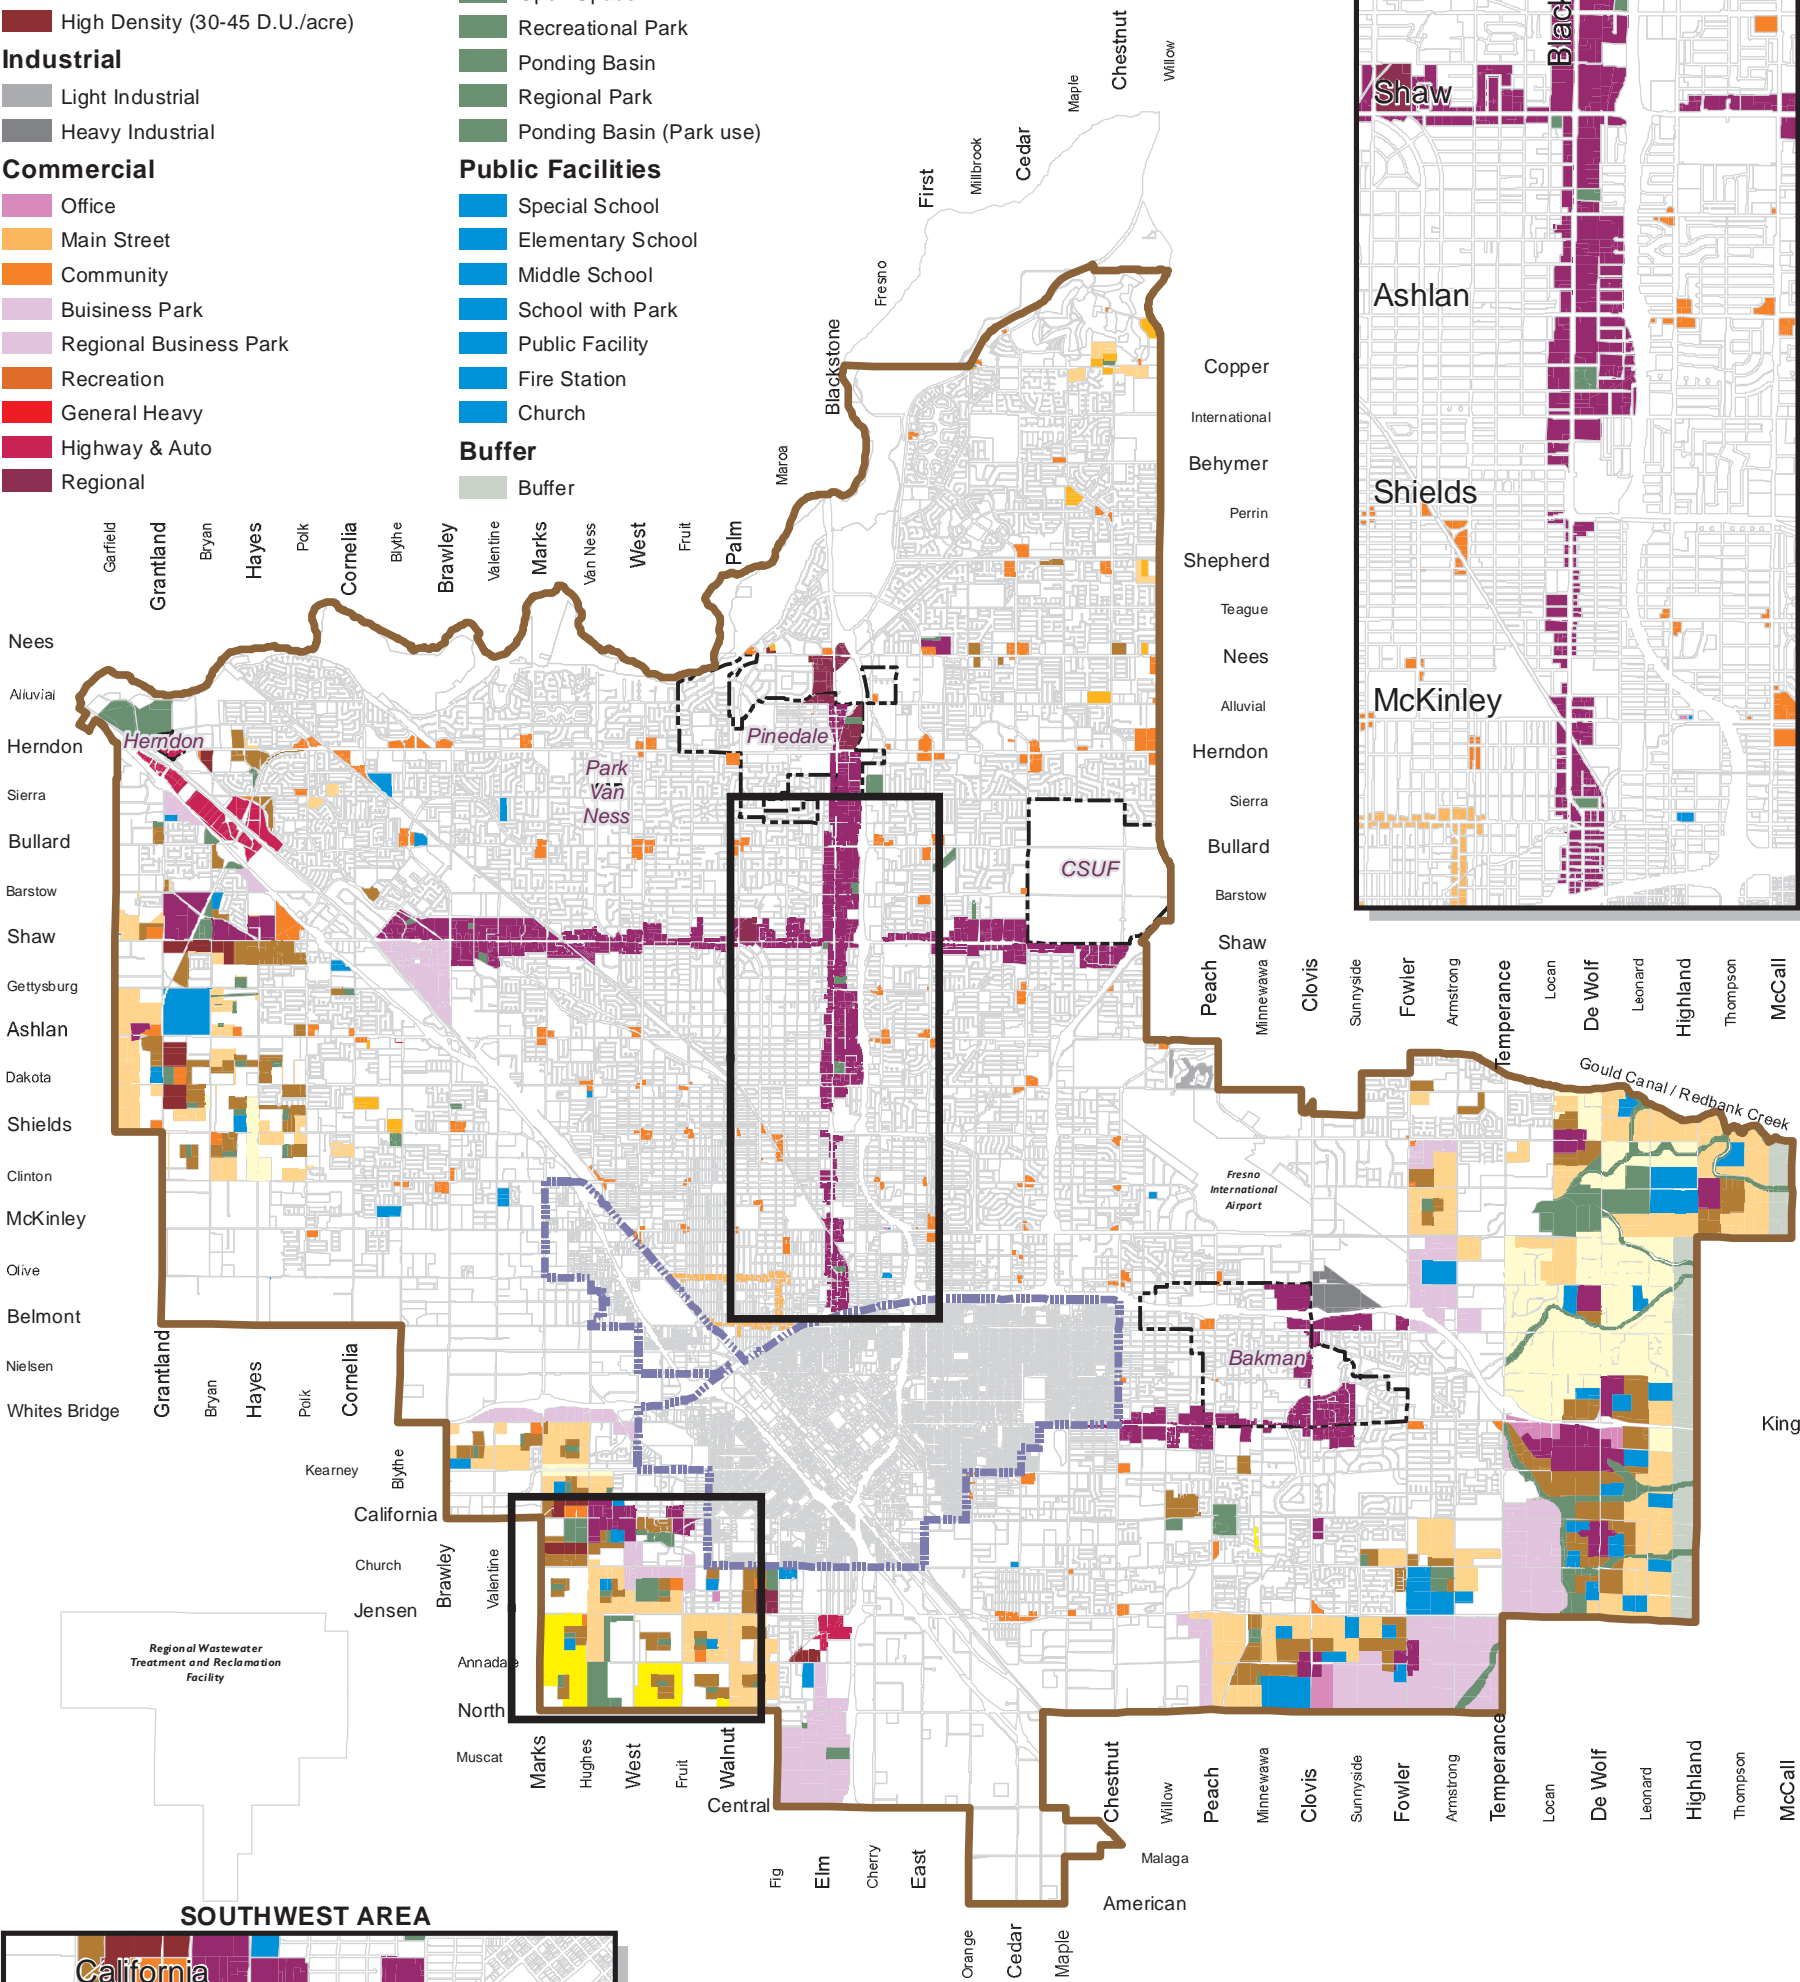 High Density (30-45 D.U./acre)
Industrial
Light Industrial
Heavy Industrial
Commercial
Office
Main Street
Community
Buisiness Park
Regional Business Park
Recreation
General Heavy
Highway & Auto
Regional
Recreational Park
Ponding Basin
Regional Park
Ponding Basin (Park use)
Public Facilities
Special School
Elementary School
Middle School
School with Park
Public Facility
Fire Station
Church
Buffer
Buffer
Shaw
Ashlan
Shields
McKinley
Blackstone
Maroa
Fresno
First
Millbrook
Cedar
Maple
Chestnut
Willow
Garfield
Grantland
Bryan
Hayes
Polk
Cornelia
Blythe
Brawley
Valentine
Marks
Van Ness
West
Fruit
Palm
Copper
International
Behymer
Perrin
Shepherd
Teague
Nees
Alluvial
Herndon
Sierra
Bullard
Barstow
Shaw
Nees
Alluvial
Herndon
Sierra
Bullard
Barstow
Shaw
Gettysburg
Ashlan
Dakota
Shields
Clinton
McKinley
Olive
Belmont
Nielsen
Whites Bridge
Kearney
California
Church
Jensen
Annadale
North
Muscat
Central
Herndon
Park
Van
Ness
Pinedale
CSUF
Bakman
Fresno
International
Airport
Peach
Minnewawa
Clovis
Sunnyside
Fowler
Armstrong
Temperance
Locan
De Wolf
Leonard
Highland
Thompson
McCall
Gould Canal / Redbank Creek
King
Grantland
Bryan
Hayes
Polk
Cornelia
Blythe
Brawley
Valentine
Regional Wastewater
Treatment and Reclamation
Facility
Marks
Hughes
West
Fruit
Walnut
Fig
Elm
Cherry
East
Orange
Cedar
Maple
Chestnut
Willow
Peach
Minnewawa
Clovis
Sunnyside
Fowler
Armstrong
Temperance
Locan
De Wolf
Leonard
Highland
Thompson
McCall
Malaga
American
SOUTHWEST AREA
California